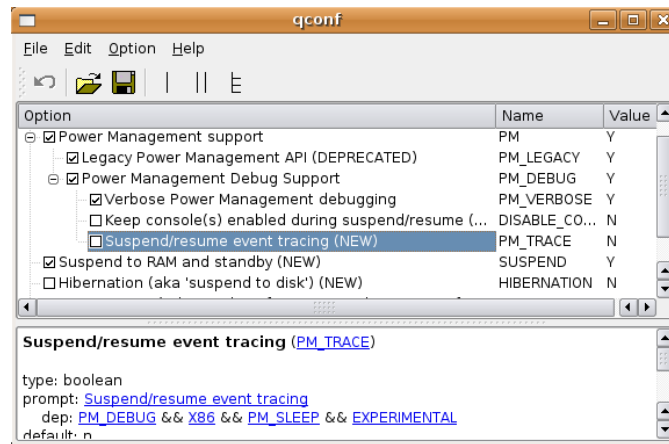 qconf
File Edit Option Help
Option Name Value
Power Management support PM Y
Legacy Power Management API (DEPRECATED) PM_LEGACY Y
Power Management Debug Support PM_DEBUG Y
Verbose Power Management debugging PM_VERBOSE Y
Keep console(s) enabled during suspend/resume (... DISABLE_CO... N
Suspend/resume event tracing (NEW) PM_TRACE N
Suspend to RAM and standby (NEW) SUSPEND Y
Hibernation (aka 'suspend to disk') (NEW) HIBERNATION N
Suspend/resume event tracing (PM_TRACE)
type: boolean
prompt: Suspend/resume event tracing
dep: PM_DEBUG && X86 && PM_SLEEP && EXPERIMENTAL
default: n